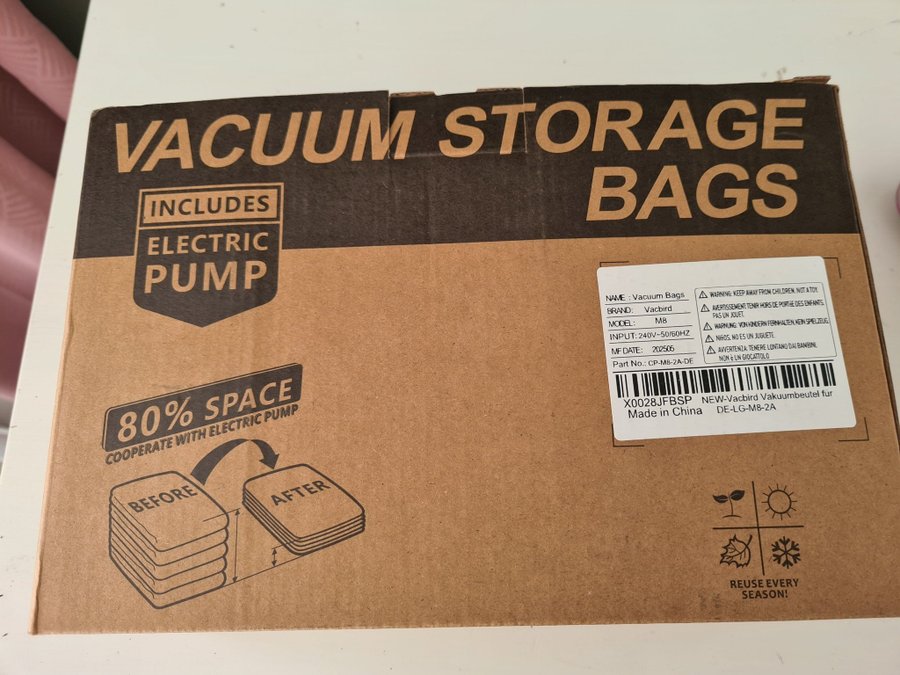 VACUUM STORAGE
BAGS
INCLUDES
ELECTRIC
PUMP
NAME : Vacuum Bags
BRAND: Vacbird
MODEL: M8
INPUT: 240V~50/60HZ
MF DATE: 202505
Part No.: CP-M8-2A-DE
WARNING: KEEP AWAY FROM CHILDREN. NOT A TOY.
AVERTISSEMENT:TENIR HORS DE PORTéE DES ENFANTS.
PAS UN JOUET.
WARNUNG: VON KINDERN FERNHALTEN, KEIN SPIELZEUG.
NIÑOS. NO ES UN JUGUETE.
AVVERTENZA. TENERE LONTANO DAI BAMBINI.
NON è UN GIOCATTOLO
X0028JFBSP NEW-Vacbird Vakuumbeutel für
Made in China DE-LG-M8-2A
80% SPACE
COOPERATE WITH ELECTRIC PUMP
BEFORE
AFTER
REUSE EVERY
SEASON!